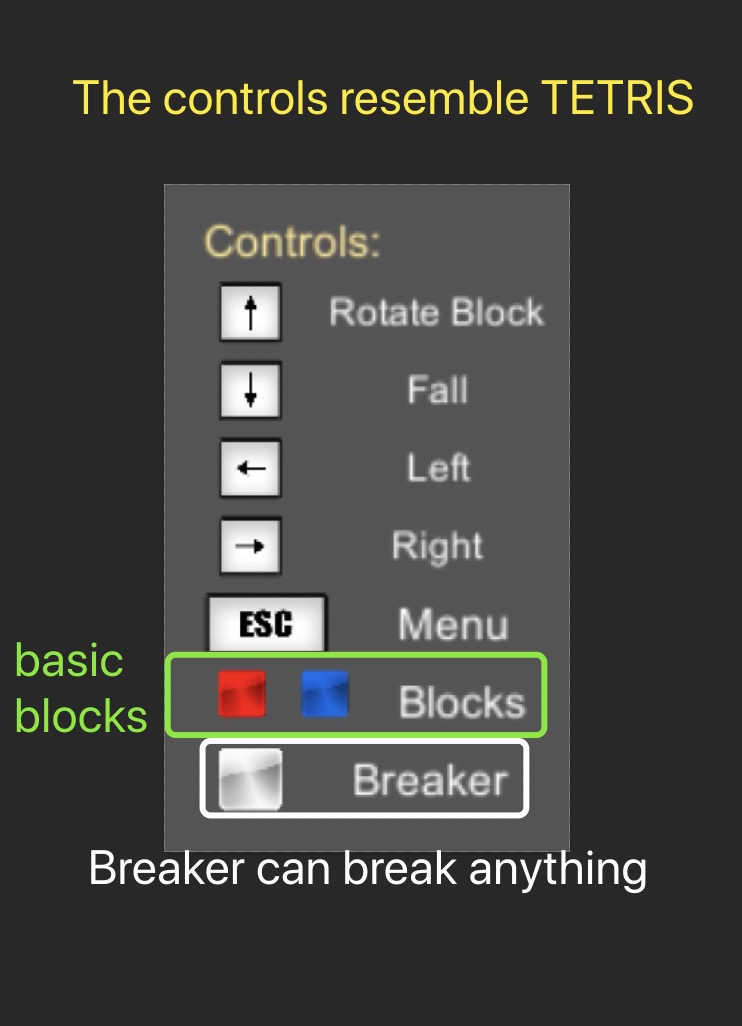 The controls resemble TETRIS
Controls:
↑ Rotate Block
↓ Fall
← Left
→ Right
ESC Menu
basic
blocks
Blocks
Breaker
Breaker can break anything